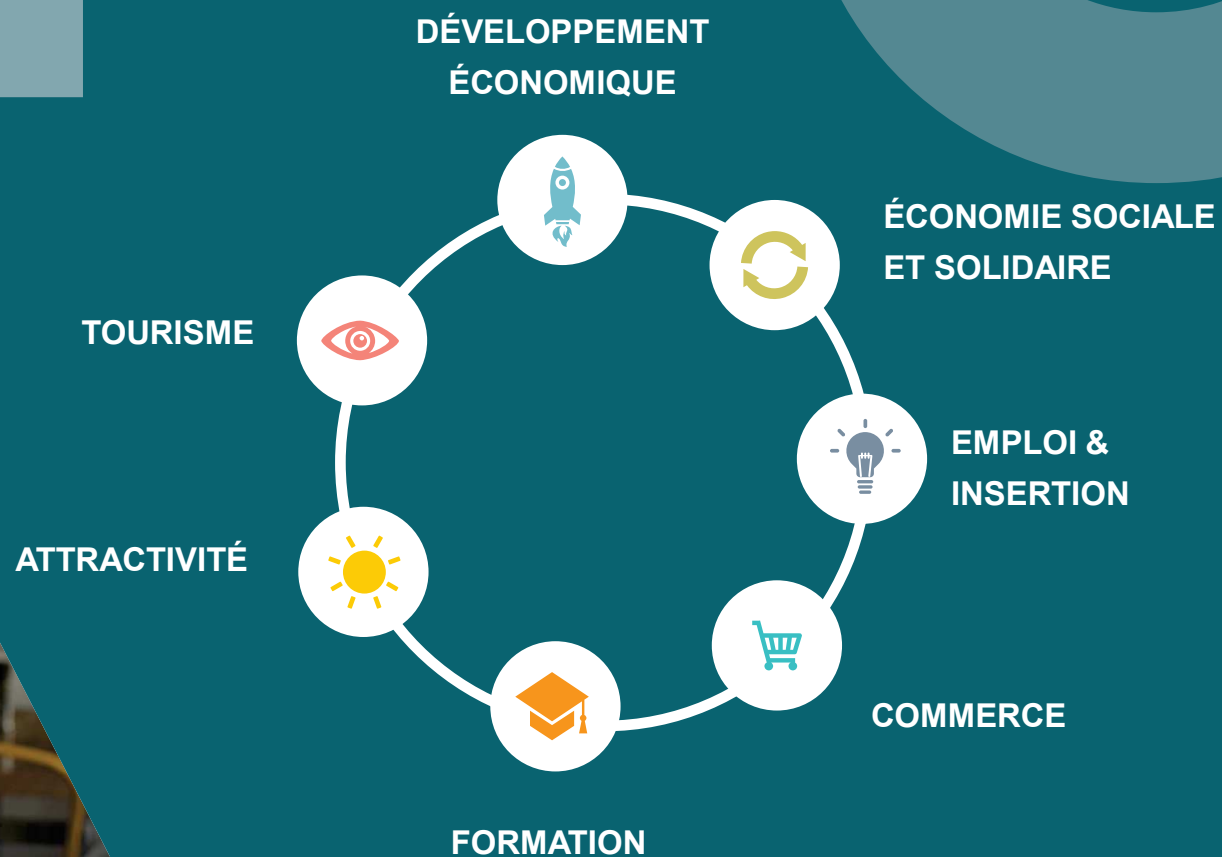 DÉVELOPPEMENT
ÉCONOMIQUE
ÉCONOMIE SOCIALE
ET SOLIDAIRE
TOURISME
EMPLOI &
INSERTION
ATTRACTIVITÉ
COMMERCE
FORMATION